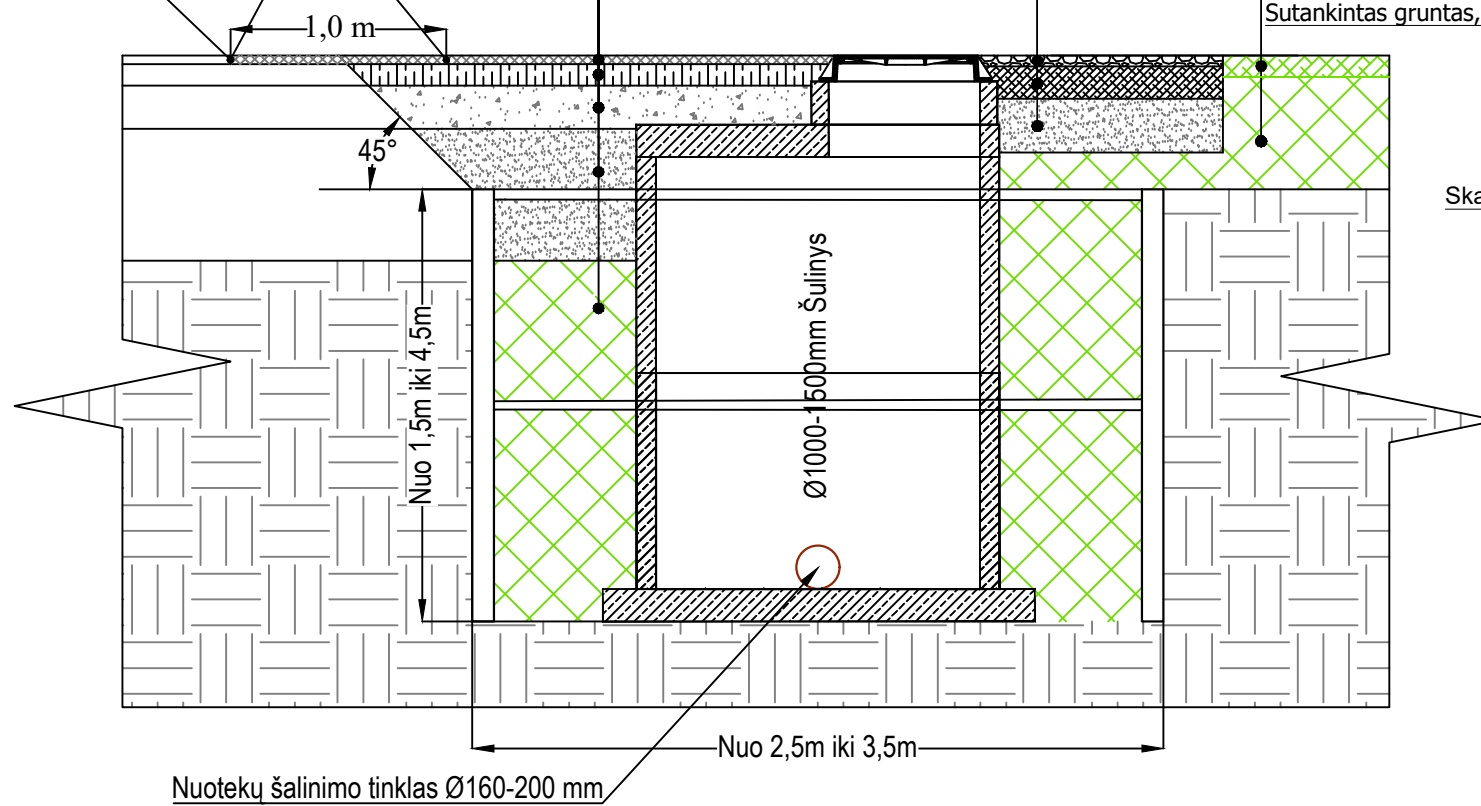 Sutankintas gruntas,
1,0 m
45°
Ska
Nuo 1,5m iki 4,5m
Ø1000-1500mm Šulinys
Nuo 2,5m iki 3,5m
Nuotekų šalinimo tinklas Ø160-200 mm